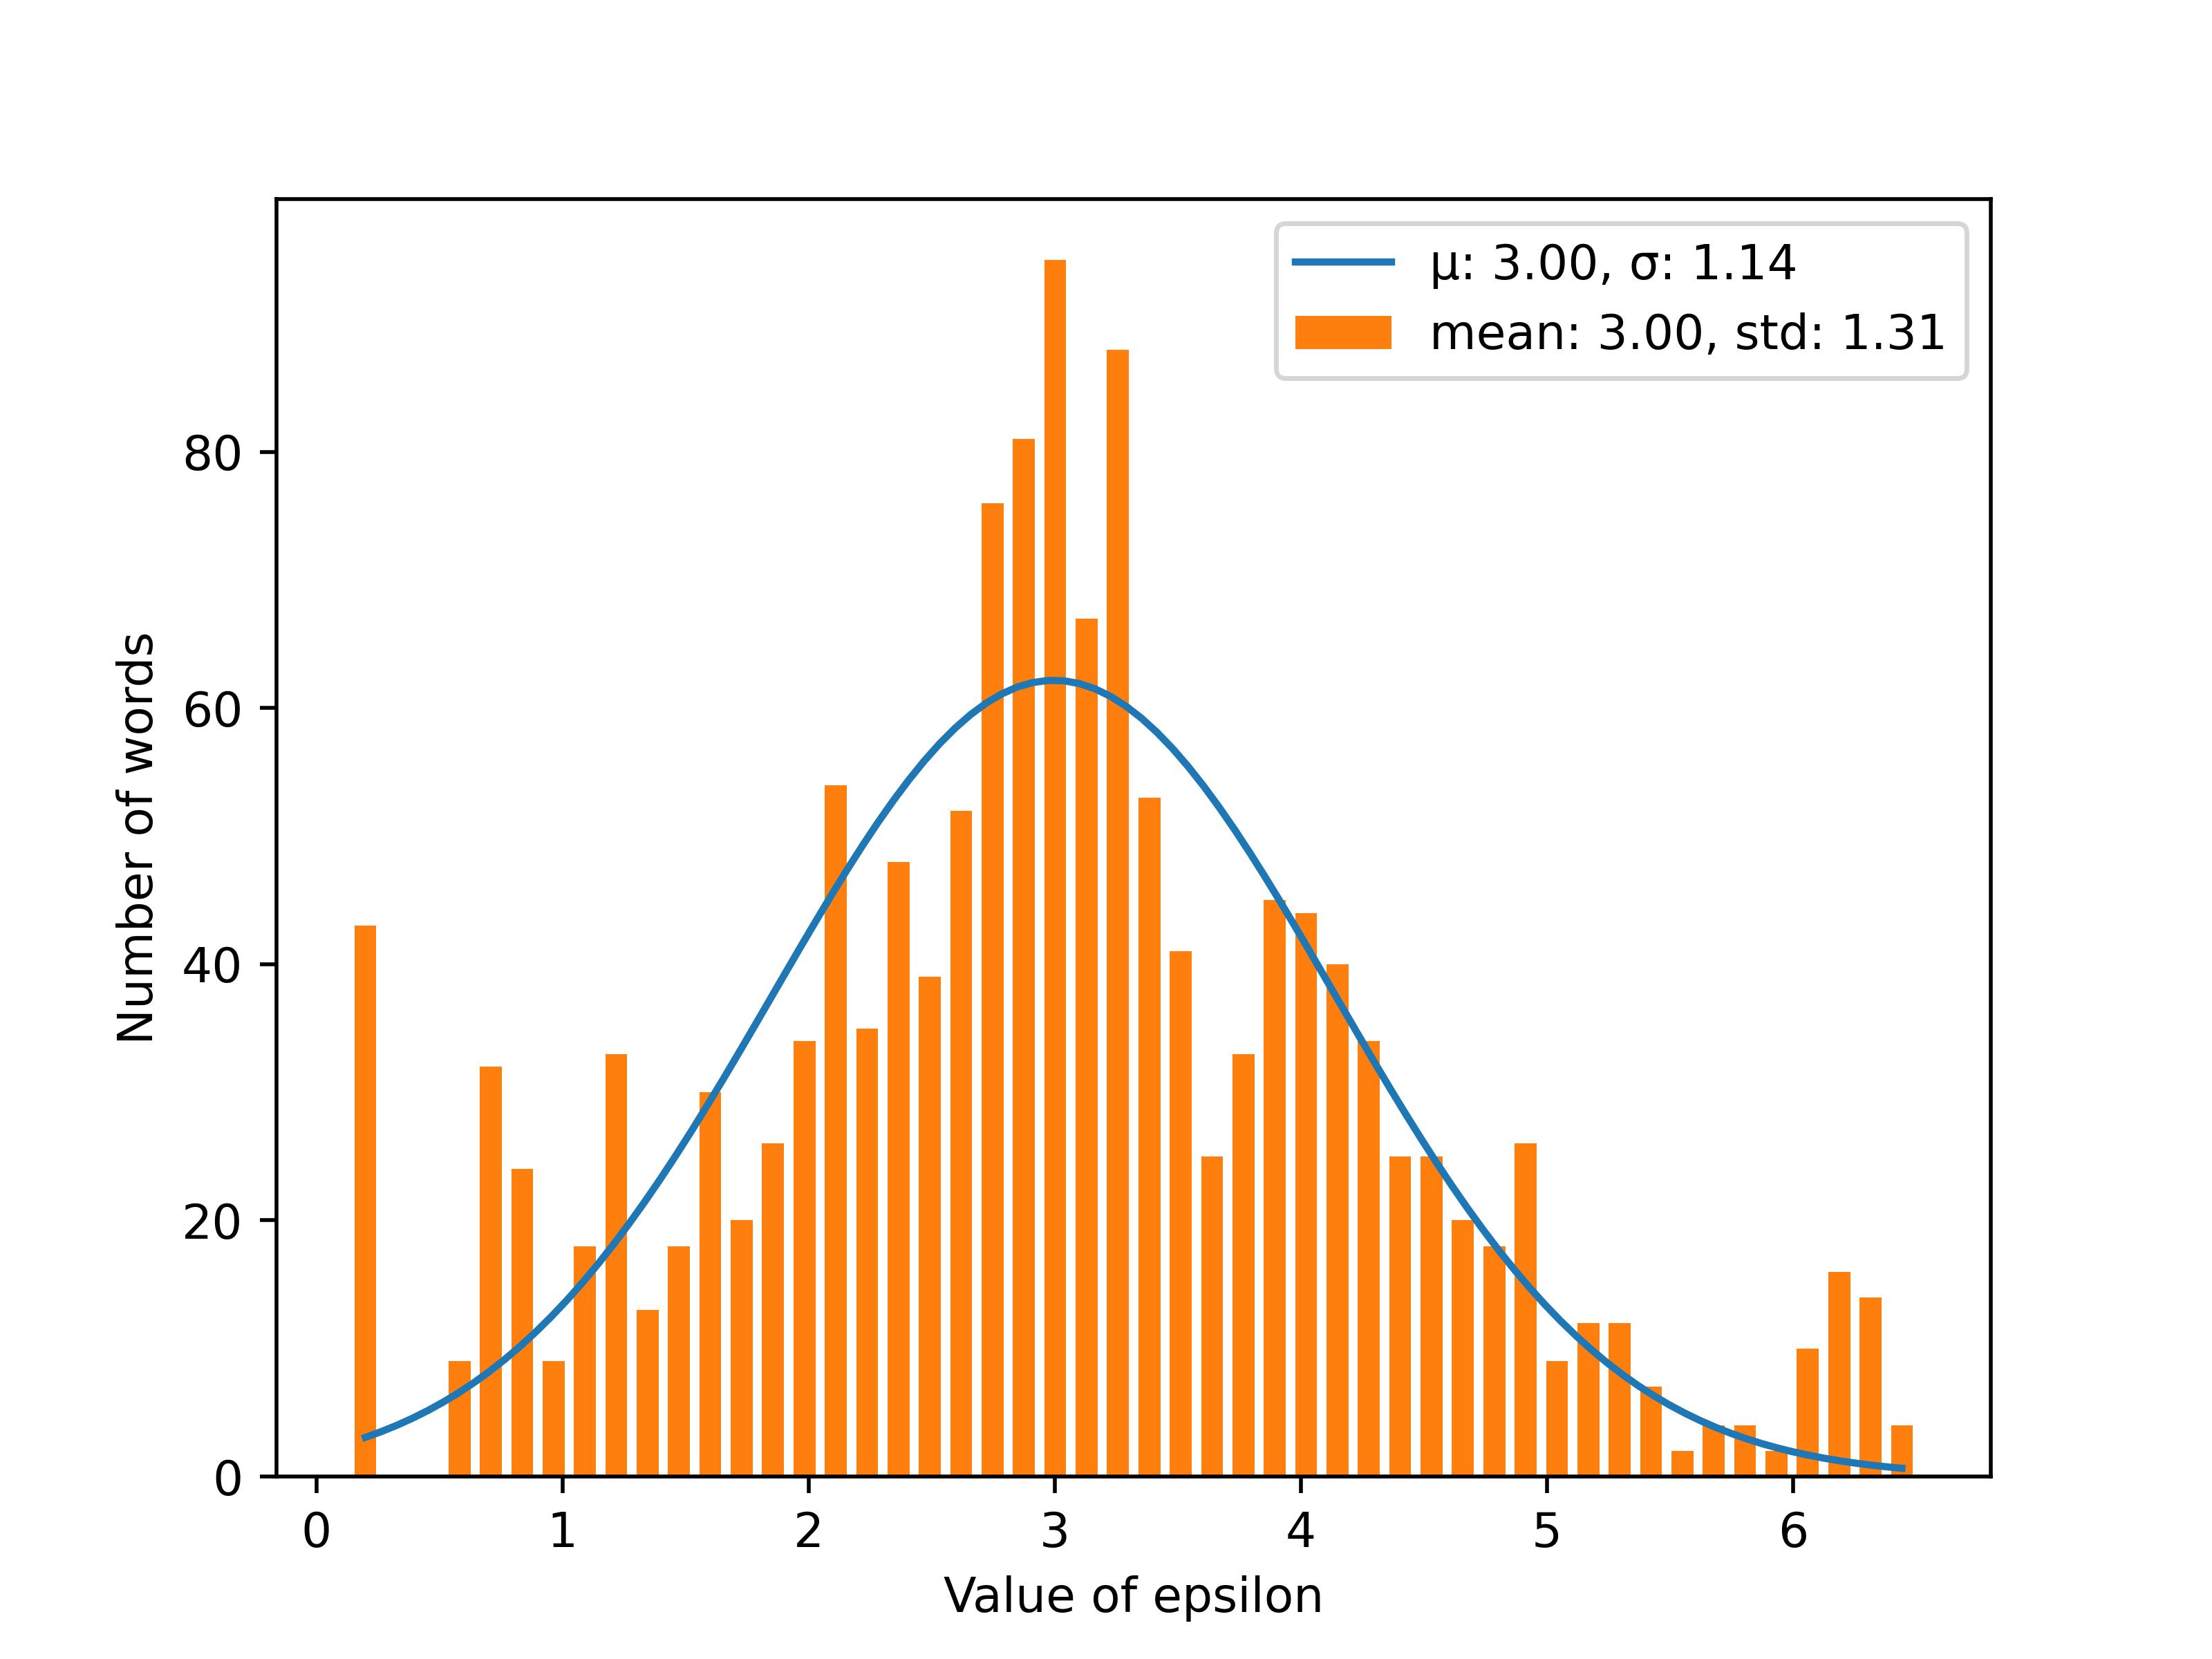 μ: 3.00, σ: 1.14
mean: 3.00, std: 1.31
80
60
40
20
0
Number of words
0 1 2 3 4 5 6
Value of epsilon